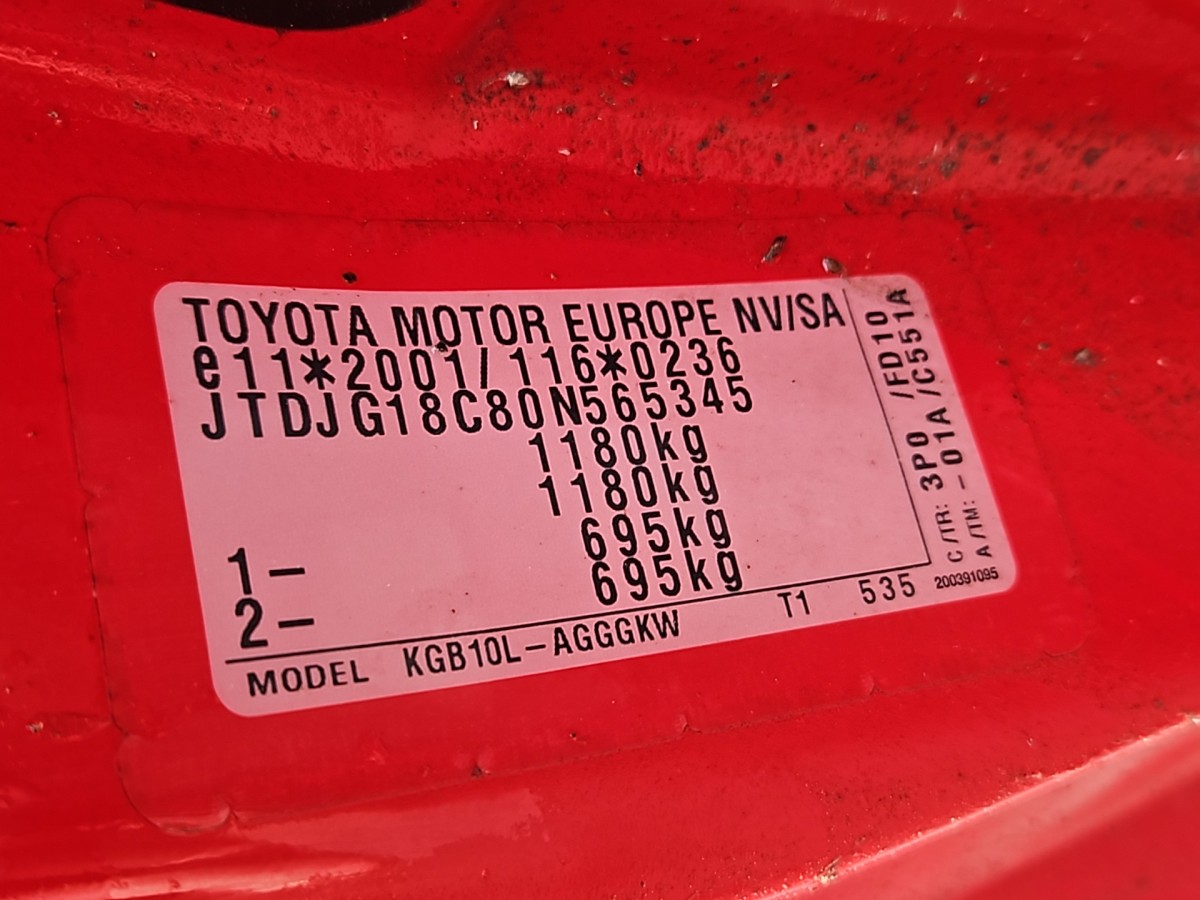 TOYOTA MOTOR EUROPE NV/SA
e11*2001/116*0236
JTDJG18C80N565345
1180kg
1180kg
1- 695kg
2- 695kg
MODEL KGB10L-AGGGKW T1 535
C/TR: 3P0 /FD10
A/TM: -01A /C551A
200391095